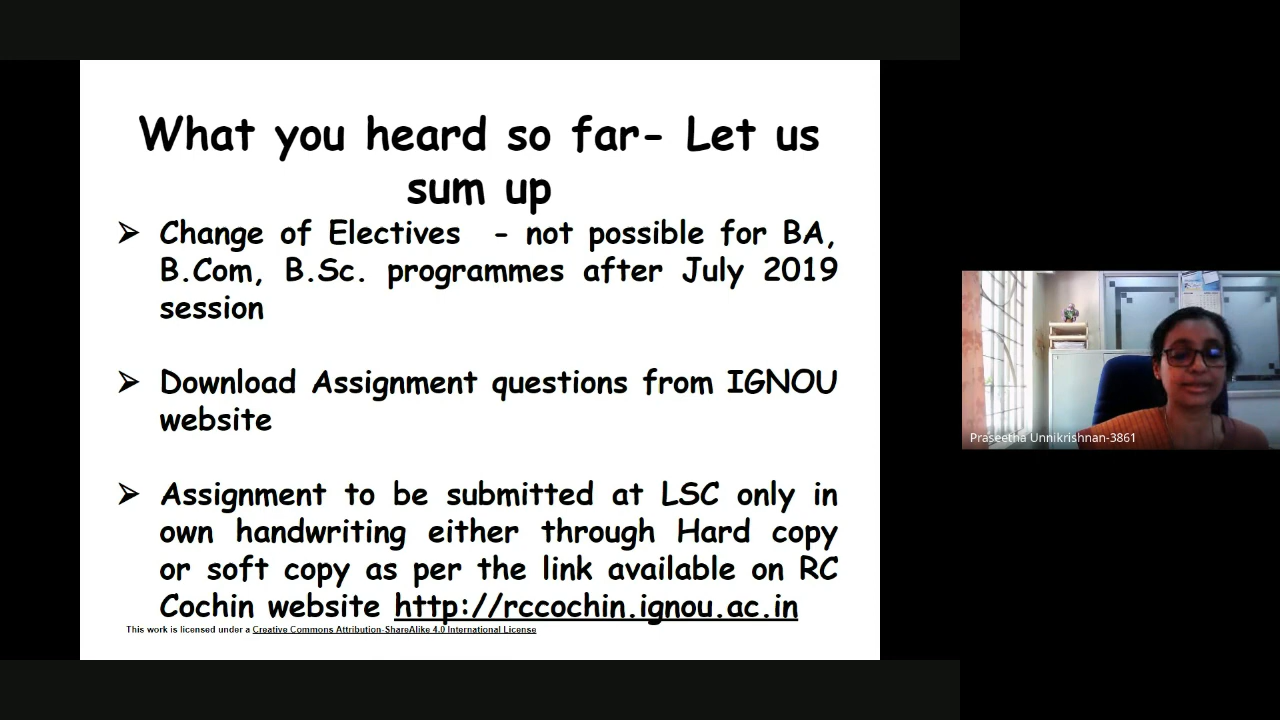 What you heard so far- Let us
sum up
➢ Change of Electives - not possible for BA,
B.Com, B.Sc. programmes after July 2019
session
➢ Download Assignment questions from IGNOU
website
➢ Assignment to be submitted at LSC only in
own handwriting either through Hard copy
or soft copy as per the link available on RC
Cochin website http://rccochin.ignou.ac.in
This work is licensed under a Creative Commons Attribution-ShareAlike 4.0 International License
Praseetha Unnikrishnan-3861